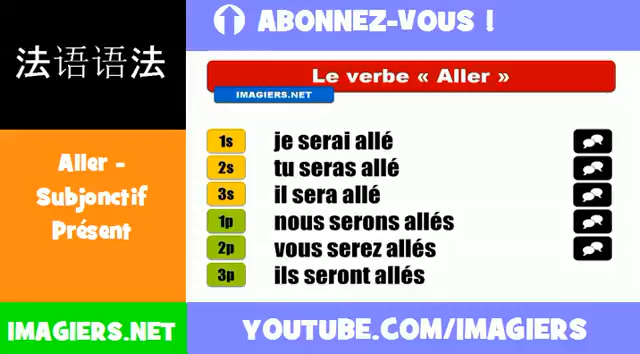 ABONNEZ-VOUS !
法语语法
Le verbe « Aller »
IMAGIERS.NET
Aller -
Subjonctif
Présent
1s je serai allé
2s tu seras allé
3s il sera allé
1p nous serons allés
2p vous serez allés
3p ils seront allés
IMAGIERS.NET
YOUTUBE.COM/IMAGIERS